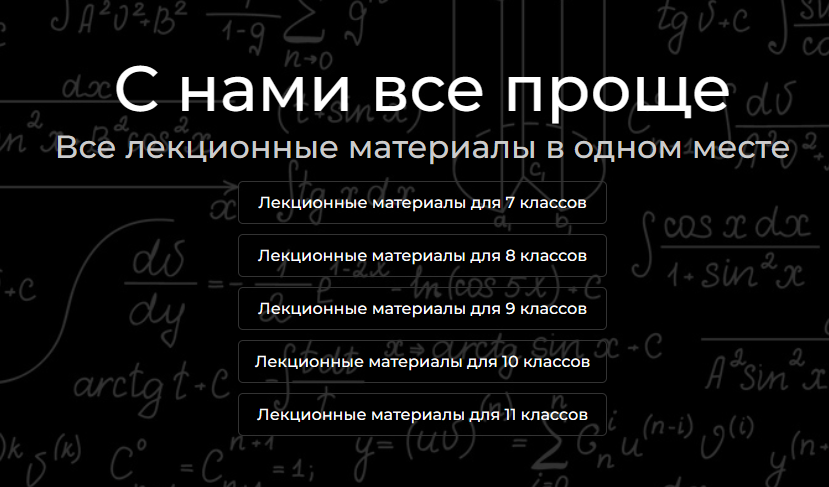 С нами все проще
Все лекционные материалы в одном месте
Лекционные материалы для 7 классов
Лекционные материалы для 8 классов
Лекционные материалы для 9 классов
Лекционные материалы для 10 классов
Лекционные материалы для 11 классов